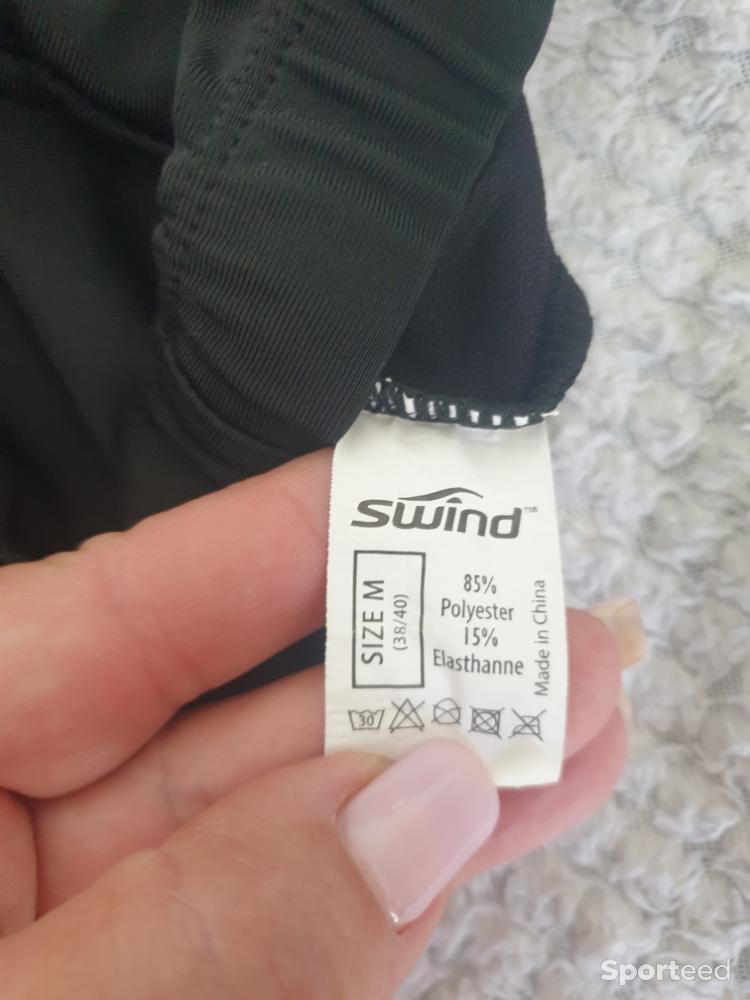 swind™
SIZE M
(38/40)
85%
Polyester
15%
Elasthanne
Made in China
30
Sporteed